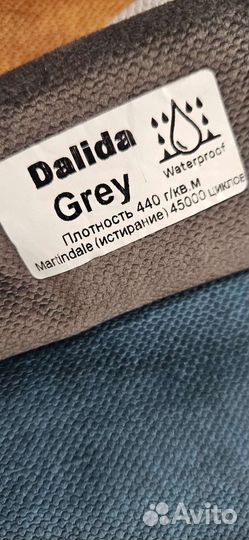 Dalida
Waterproof
Grey
Плотность 440 г/кв.м
Martindale (истирание) 45000 циклов
Avito